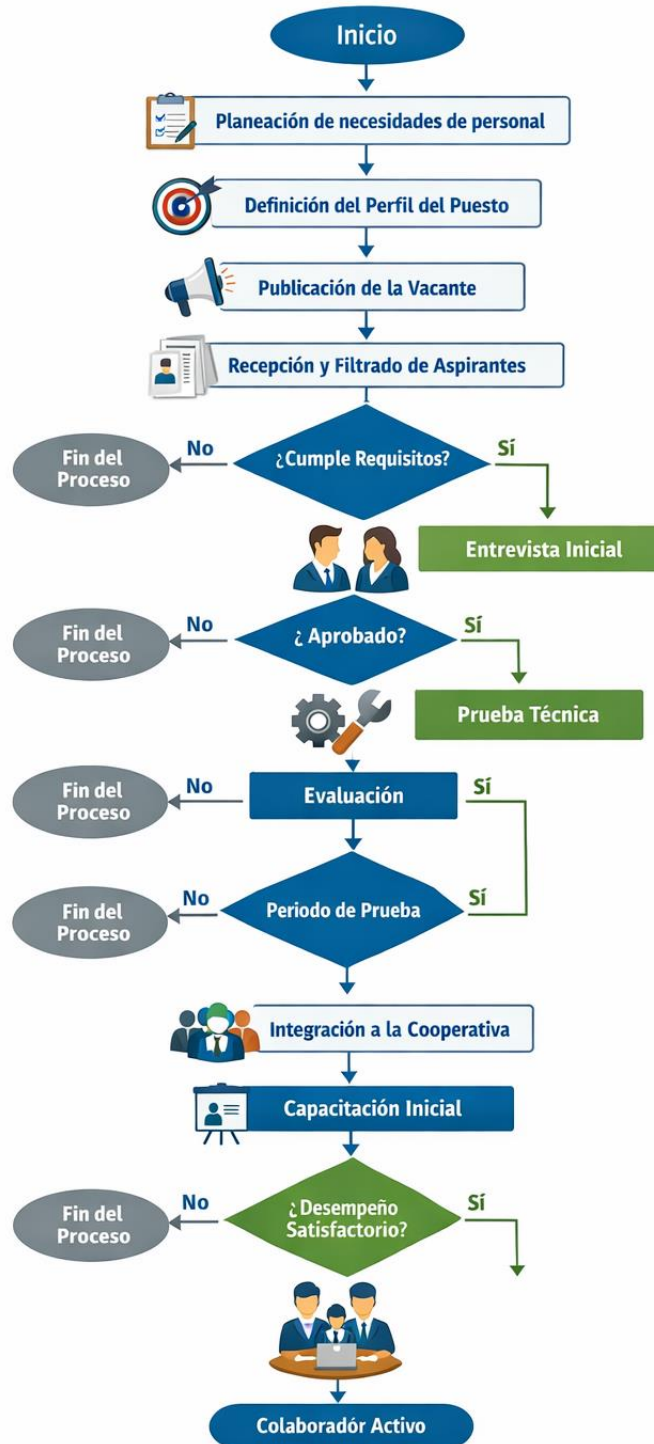 Inicio
Planeación de necesidades de personal
Definición del Perfil del Puesto
Publicación de la Vacante
Recepción y Filtrado de Aspirantes
¿Cumple Requisitos?
No
Fin del
Proceso
Sí
Entrevista Inicial
¿ Aprobado?
No
Fin del
Proceso
Sí
Prueba Técnica
Evaluación
No
Fin del
Proceso
Sí
Periodo de Prueba
No
Fin del
Proceso
Sí
Integración a la Cooperativa
Capacitación Inicial
¿Desempeño
Satisfactorio?
No
Fin del
Proceso
Sí
Colaboradór Activo